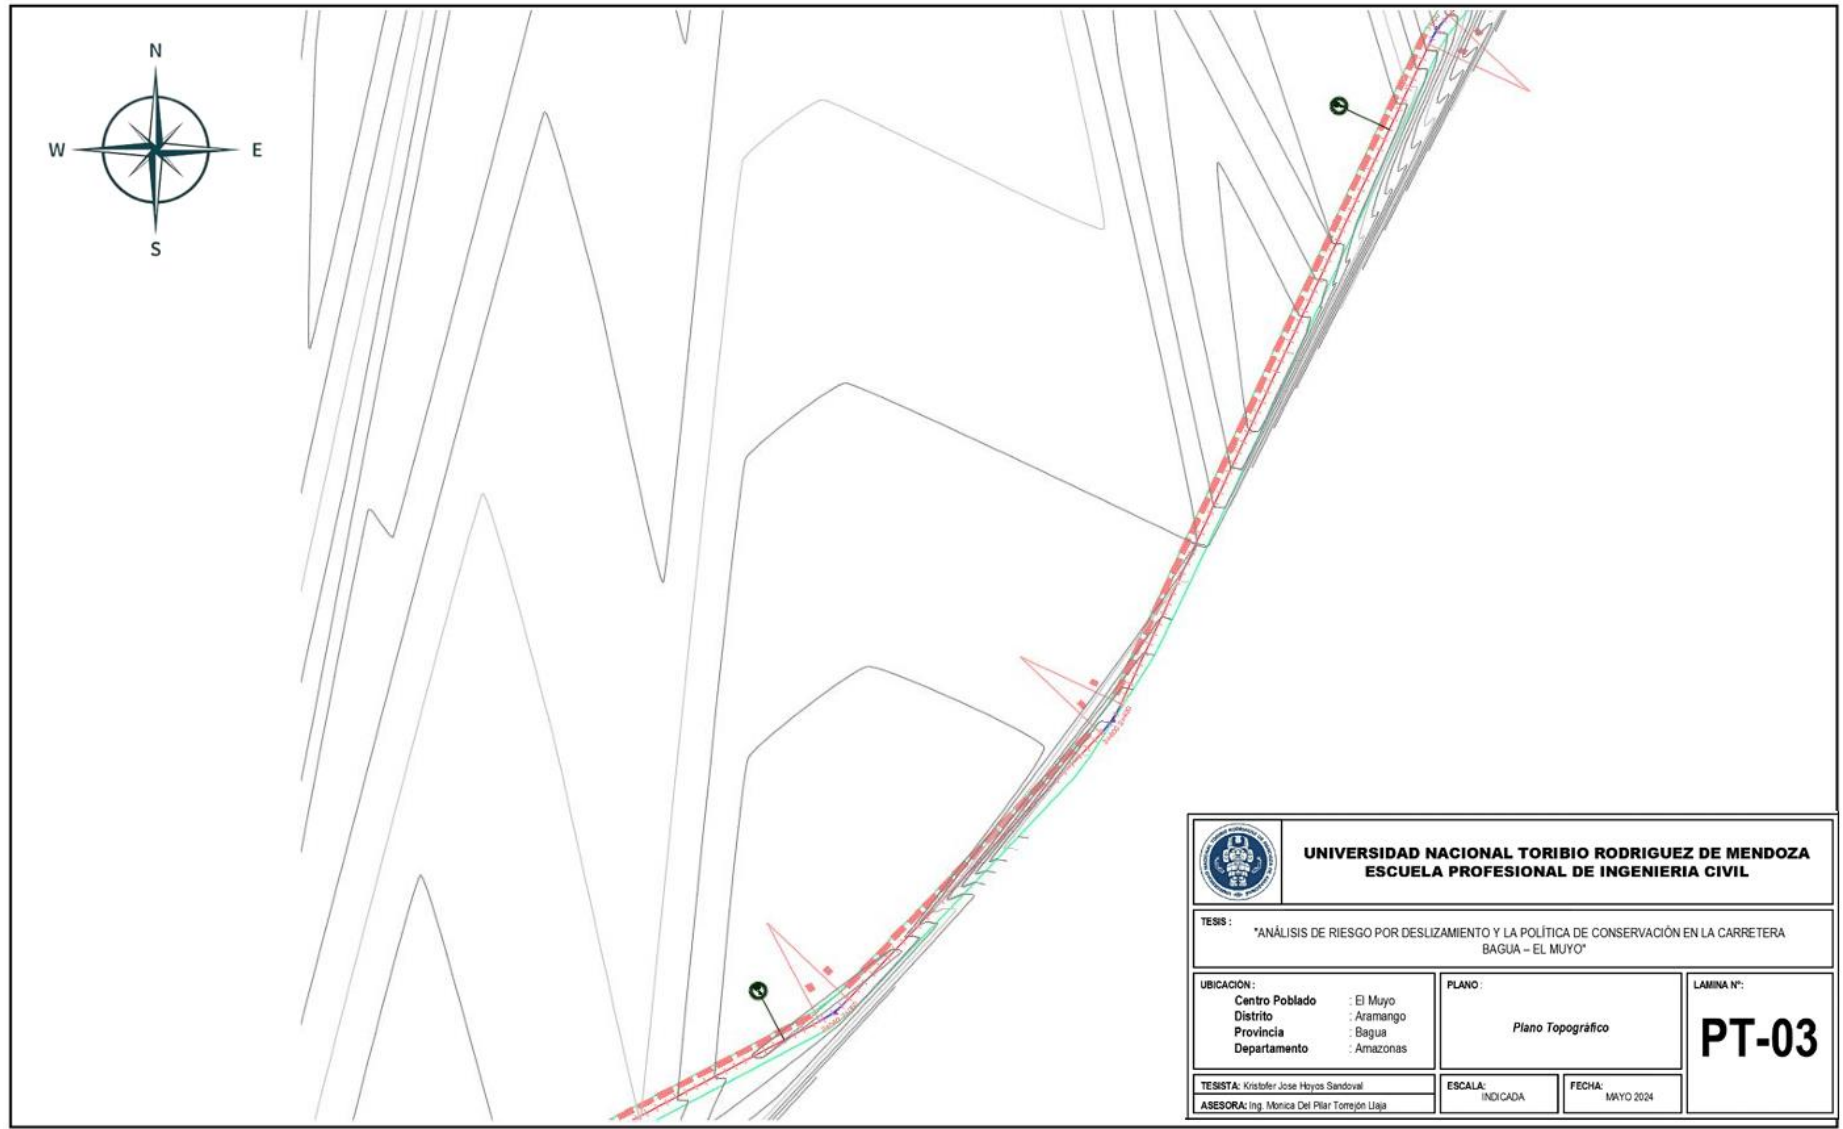 N
W
E
S
UNIVERSIDAD NACIONAL TORIBIO RODRIGUEZ DE MENDOZA
ESCUELA PROFESIONAL DE INGENIERIA CIVIL
TESIS :
"ANÁLISIS DE RIESGO POR DESLIZAMIENTO Y LA POLÍTICA DE CONSERVACIÓN EN LA CARRETERA
BAGUA – EL MUYO"
UBICACIÓN :
Centro Poblado : El Muyo
Distrito : Aramango
Provincia : Bagua
Departamento : Amazonas
PLANO :
Plano Topográfico
LAMINA N°:
PT-03
TESISTA: Kristofer Jose Hoyos Sandoval
ASESORA: Ing. Monica Del Pilar Torrejón Llaja
ESCALA:
INDICADA
FECHA:
MAYO 2024